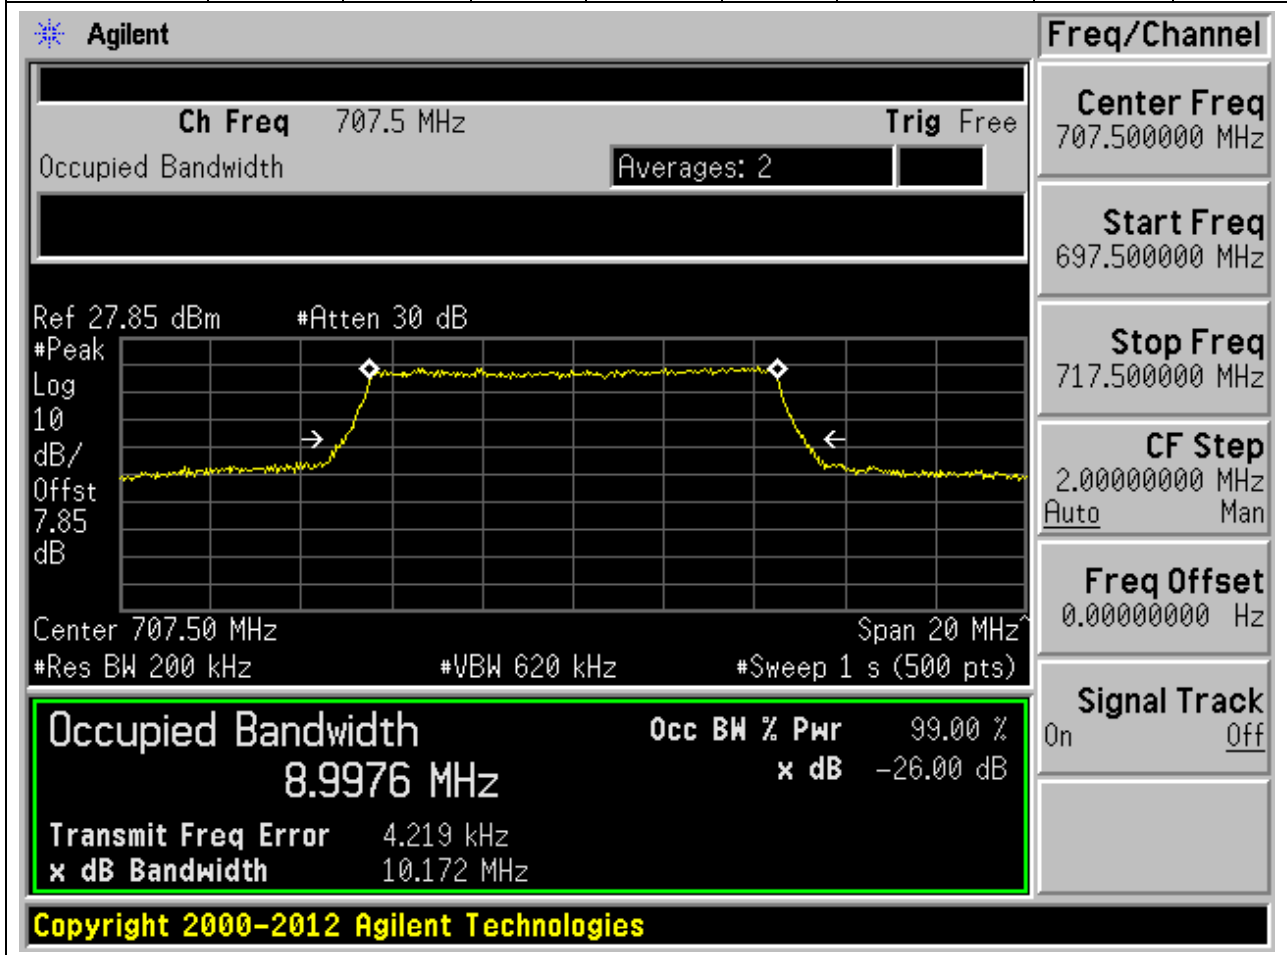 Agilent
Freq/Channel
Ch Freq 707.5 MHz Trig Free
Occupied Bandwidth Averages: 2
Center Freq
707.500000 MHz
Start Freq
697.500000 MHz
Stop Freq
717.500000 MHz
CF Step
2.00000000 MHz
Auto Man
Freq Offset
0.00000000 Hz
Signal Track
On Off
Ref 27.85 dBm #Atten 30 dB
#Peak
Log
10
dB/
Offst
7.85
dB
Center 707.50 MHz Span 20 MHz^
#Res BW 200 kHz #VBW 620 kHz #Sweep 1 s (500 pts)
Occupied Bandwidth Occ BW % Pwr 99.00 %
8.9976 MHz x dB -26.00 dB
Transmit Freq Error 4.219 kHz
x dB Bandwidth 10.172 MHz
Copyright 2000-2012 Agilent Technologies